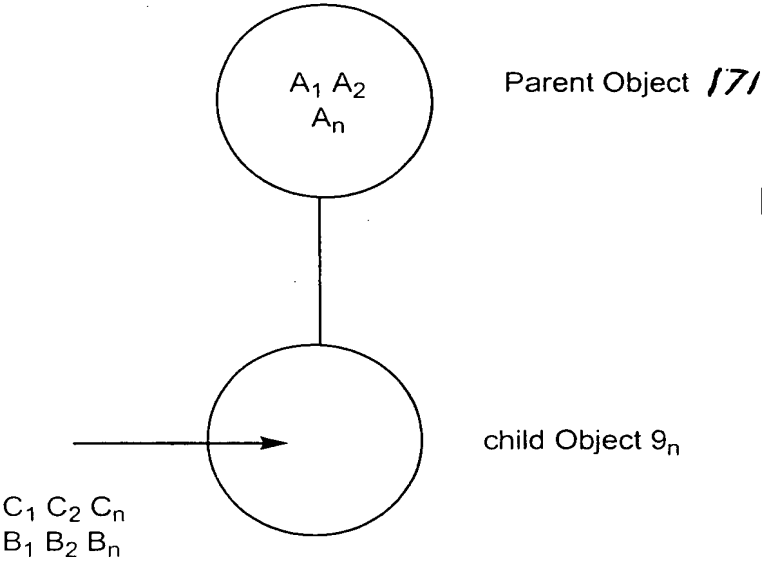 A₁ A₂
Aₙ
Parent Object 171
child Object 9ₙ
C₁ C₂ Cₙ
B₁ B₂ Bₙ